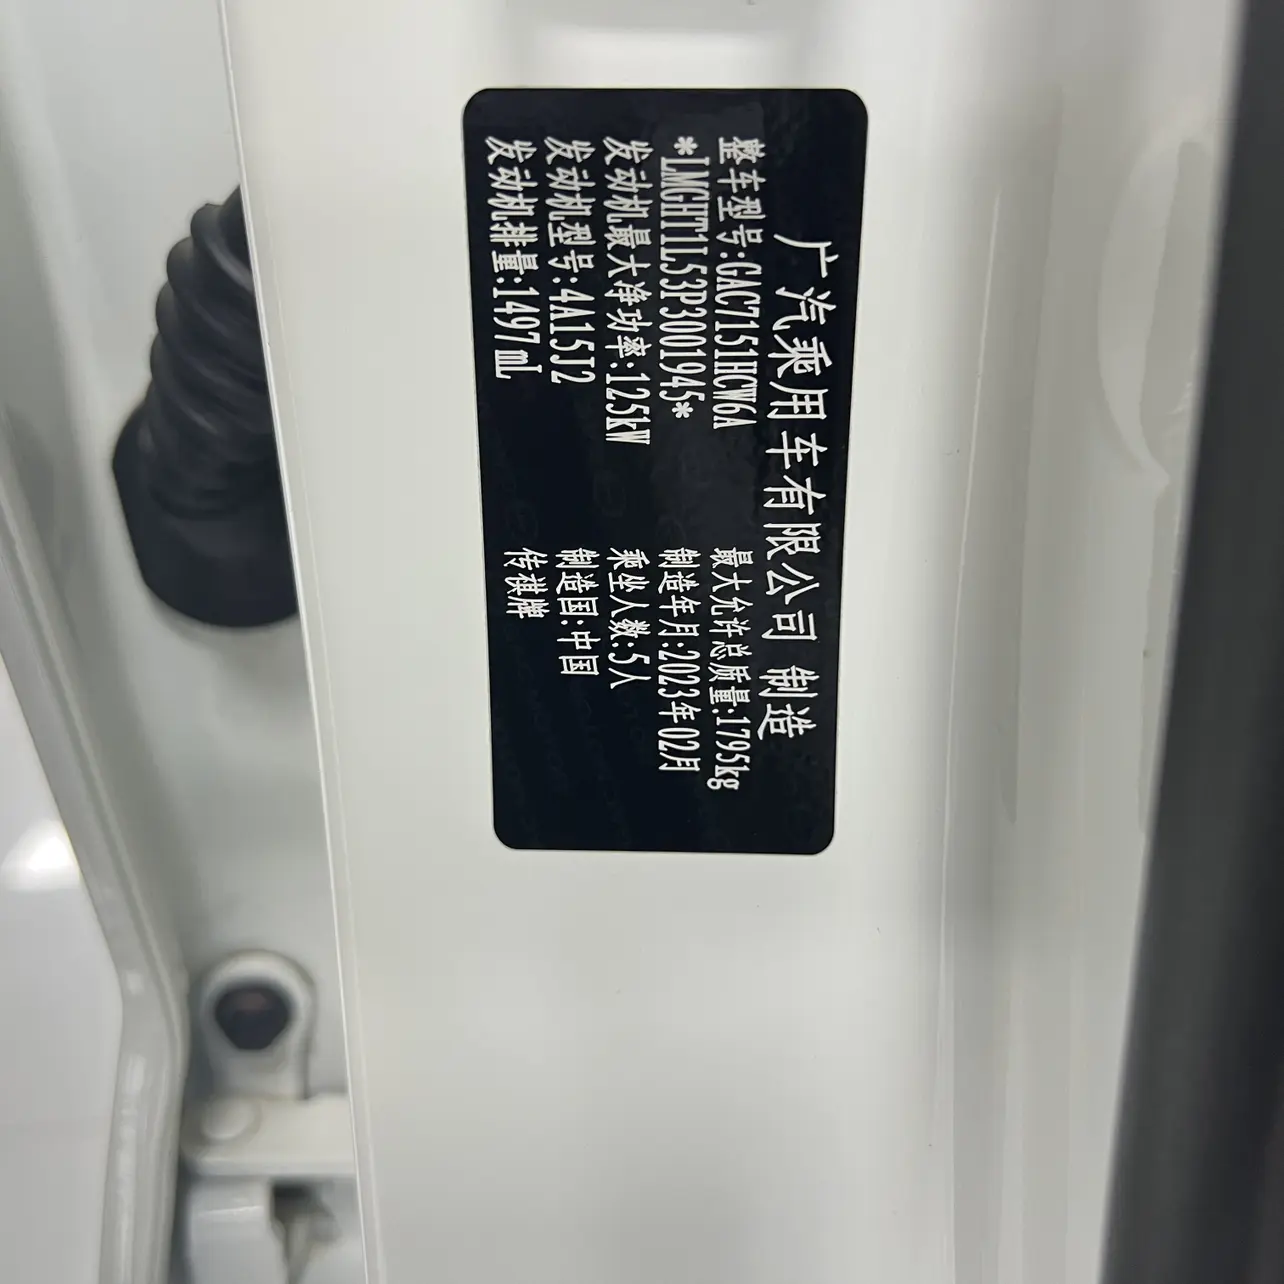 广汽乘用车有限公司 制造
整车型号:GAC7151HCW6A
最大允许总质量:1795kg
*LMGHT1L53P3001945*
制造年月:2023年02月
发动机最大净功率:125kW
乘坐人数:5人
发动机型号:4A15J2
制造国:中国
发动机排量:1497mL
传祺牌